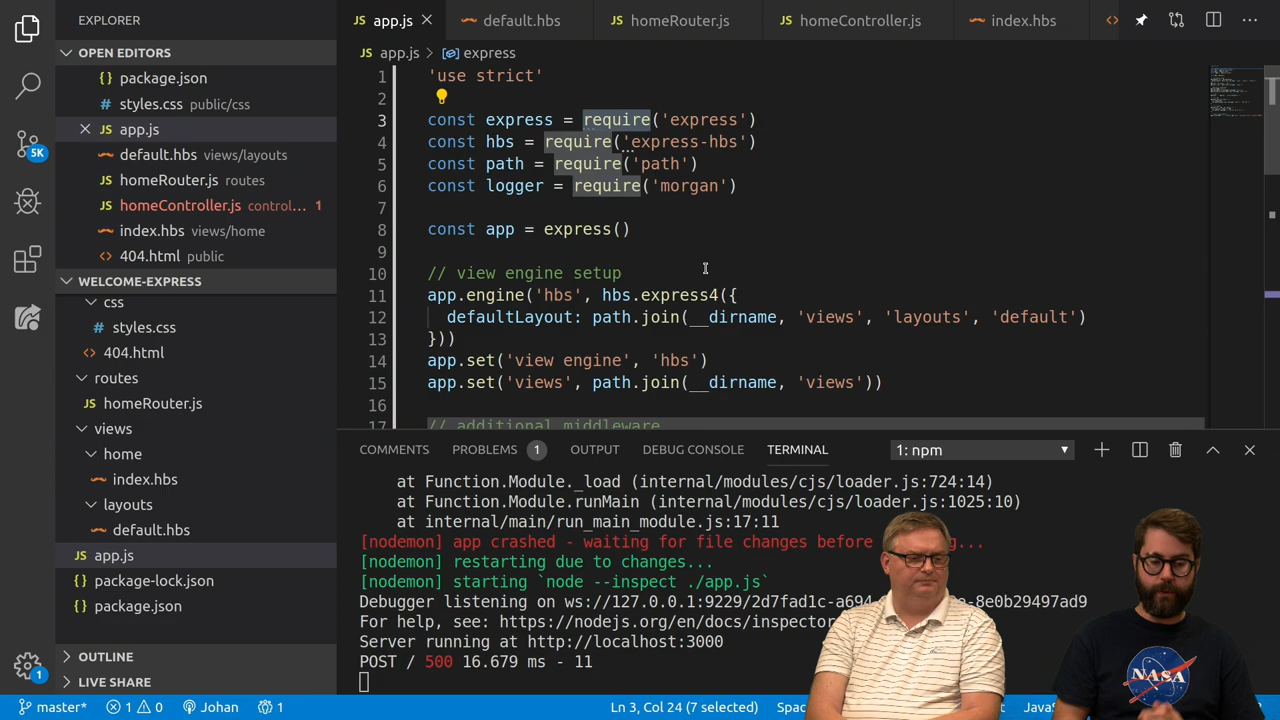 EXPLORER
OPEN EDITORS
package.json
styles.css public/css
app.js
default.hbs views/layouts
homeRouter.js routes
homeController.js control... 1
index.hbs views/home
404.html public
WELCOME-EXPRESS
css
styles.css
404.html
routes
homeRouter.js
views
home
index.hbs
layouts
default.hbs
app.js
package-lock.json
package.json
OUTLINE
LIVE SHARE
5K
1
app.js
default.hbs
homeRouter.js
homeController.js
index.hbs
JS app.js > express
1 'use strict'
2
3 const express = require('express')
4 const hbs = require('express-hbs')
5 const path = require('path')
6 const logger = require('morgan')
7
8 const app = express()
9
10 // view engine setup
11 app.engine('hbs', hbs.express4({
12 defaultLayout: path.join(__dirname, 'views', 'layouts', 'default')
13 }))
14 app.set('view engine', 'hbs')
15 app.set('views', path.join(__dirname, 'views'))
16
17 // additional middleware
COMMENTS PROBLEMS 1 OUTPUT DEBUG CONSOLE TERMINAL 1: npm
at Function.Module._load (internal/modules/cjs/loader.js:724:14)
at Function.Module.runMain (internal/modules/cjs/loader.js:1025:10)
at internal/main/run_main_module.js:17:11
[nodemon] app crashed - waiting for file changes before ...
[nodemon] restarting due to changes...
[nodemon] starting `node --inspect ./app.js`
Debugger listening on ws://127.0.0.1:9229/2d7fad1c-a694- -8e0b29497ad9
For help, see: https://nodejs.org/en/docs/inspector
Server running at http://localhost:3000
POST / 500 16.679 ms - 11
NASA
master* 1 0 Johan 1 Ln 3, Col 24 (7 selected)